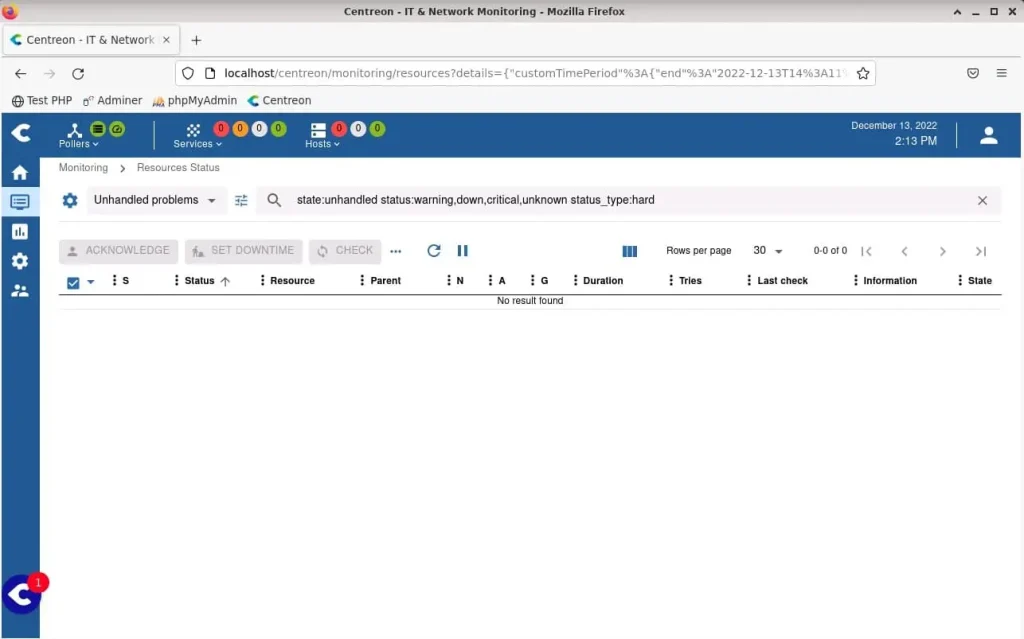 Centreon - IT & Network Monitoring - Mozilla Firefox
Centreon - IT & Network
localhost/centreon/monitoring/resources?details={"customTimePeriod"%3A{"end"%3A"2022-12-13T14%3A11%
Test PHP Adminer phpMyAdmin Centreon
Pollers Services 0 0 0 0 Hosts 0 0 0
December 13, 2022
2:13 PM
Monitoring Resources Status
Unhandled problems state:unhandled status:warning,down,critical,unknown status_type:hard
ACKNOWLEDGE SET DOWNTIME CHECK Rows per page 30 0-0 of 0
S Status Resource Parent N A G Duration Tries Last check Information State
No result found
1